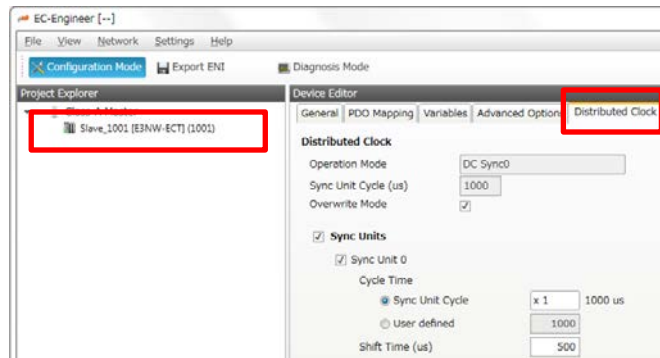 EC-Engineer [--]
File View Network Settings Help
Configuration Mode Export ENI Diagnosis Mode
Project Explorer
Class-A Master
Slave_1001 [E3NW-ECT] (1001)
Device Editor
General PDO Mapping Variables Advanced Options Distributed Clock
Distributed Clock
Operation Mode DC Sync0
Sync Unit Cycle (us) 1000
Overwrite Mode
Sync Units
Sync Unit 0
Cycle Time
Sync Unit Cycle x 1 1000 us
User defined 1000
Shift Time (us) 500